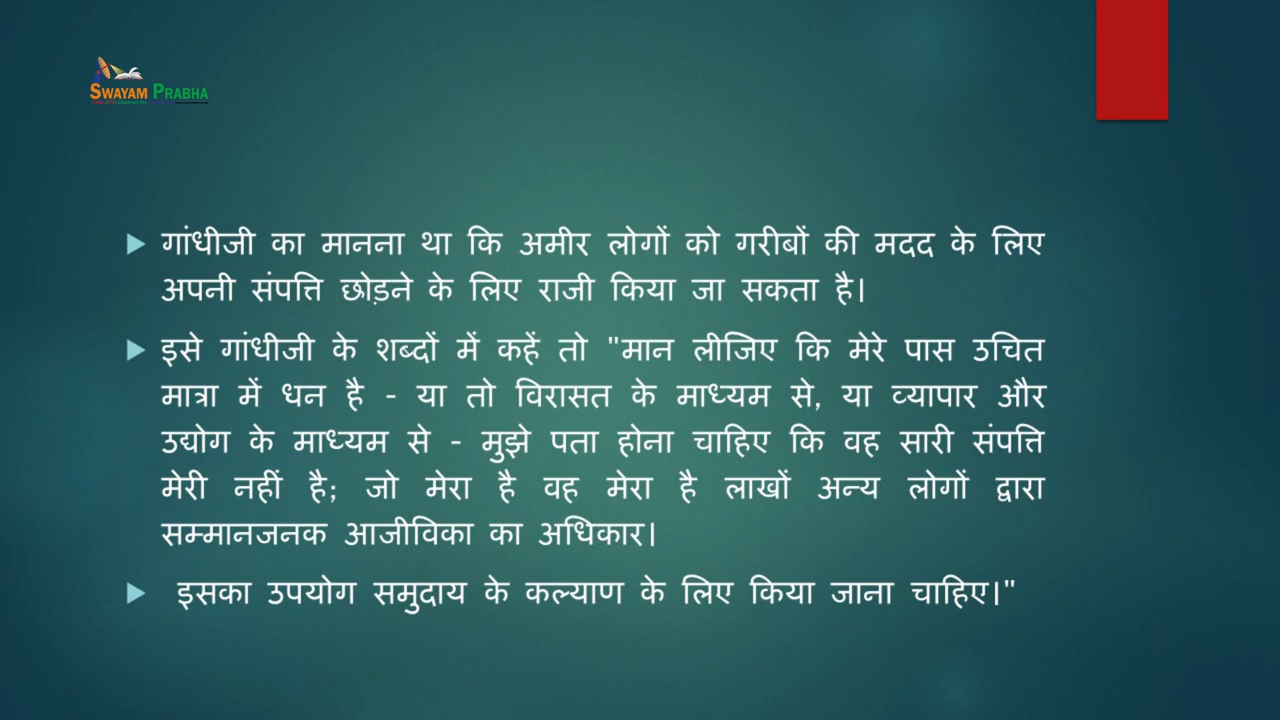 SWAYAM PRABHA
गांधीजी का मानना था कि अमीर लोगों को गरीबों की मदद के लिए
अपनी संपत्ति छोड़ने के लिए राजी किया जा सकता है।
इसे गांधीजी के शब्दों में कहें तो "मान लीजिए कि मेरे पास उचित
मात्रा में धन है - या तो विरासत के माध्यम से, या व्यापार और
उद्योग के माध्यम से - मुझे पता होना चाहिए कि वह सारी संपत्ति
मेरी नहीं है; जो मेरा है वह मेरा है लाखों अन्य लोगों द्वारा
सम्मानजनक आजीविका का अधिकार।
इसका उपयोग समुदाय के कल्याण के लिए किया जाना चाहिए।"